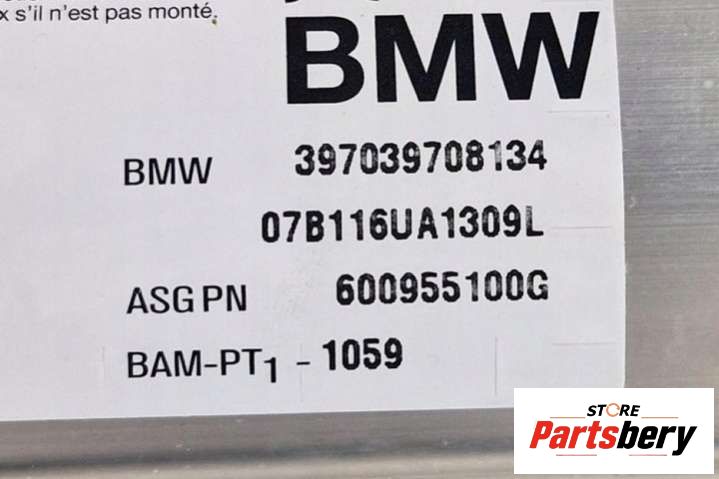 x s'il n'est pas monté.
BMW
BMW 397039708134
07B116UA1309L
ASG PN 600955100G
BAM-PT1 - 1059
STORE
Partsbery